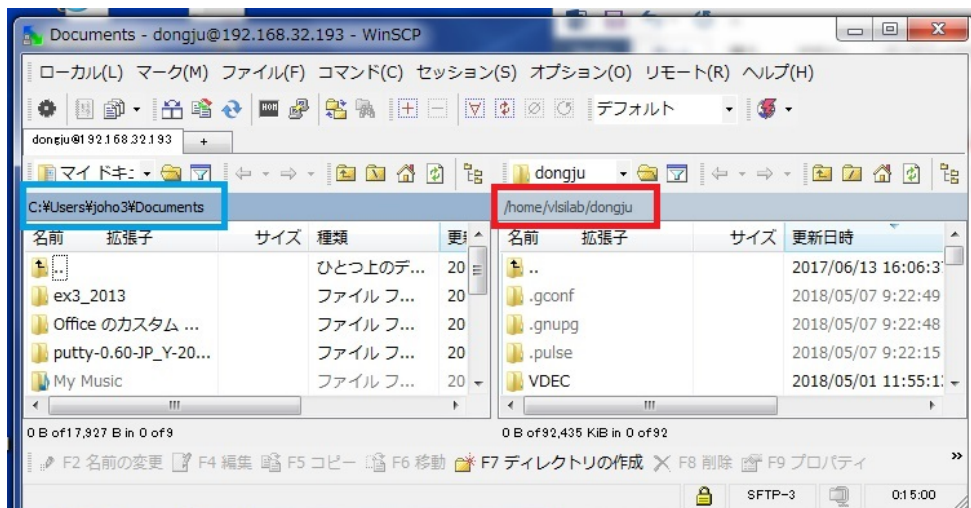 Documents - dongju@192.168.32.193 - WinSCP
ローカル(L) マーク(M) ファイル(F) コマンド(C) セッション(S) オプション(O) リモート(R) ヘルプ(H)
デフォルト
dongju@192.168.32.193 +
マイ ドキュ dongju
C:¥Users¥joho3¥Documents /home/vlsilab/dongju
名前 拡張子 サイズ 種類 更 名前 拡張子 サイズ 更新日時
.. ひとつ上のデ... 20 .. 2017/06/13 16:06:3
ex3_2013 ファイル フ... 20 .gconf 2018/05/07 9:22:49
Office のカスタム ... ファイル フ... 20 .gnupg 2018/05/07 9:22:48
putty-0.60-JP_Y-20... ファイル フ... 20 .pulse 2018/05/07 9:22:15
My Music ファイル フ... 20 VDEC 2018/05/01 11:55:1
0 B of 17,927 B in 0 of 9 0 B of 92,435 KiB in 0 of 92
F2 名前の変更 F4 編集 F5 コピー F6 移動 F7 ディレクトリの作成 F8 削除 F9 プロパティ »
SFTP-3 0:15:00